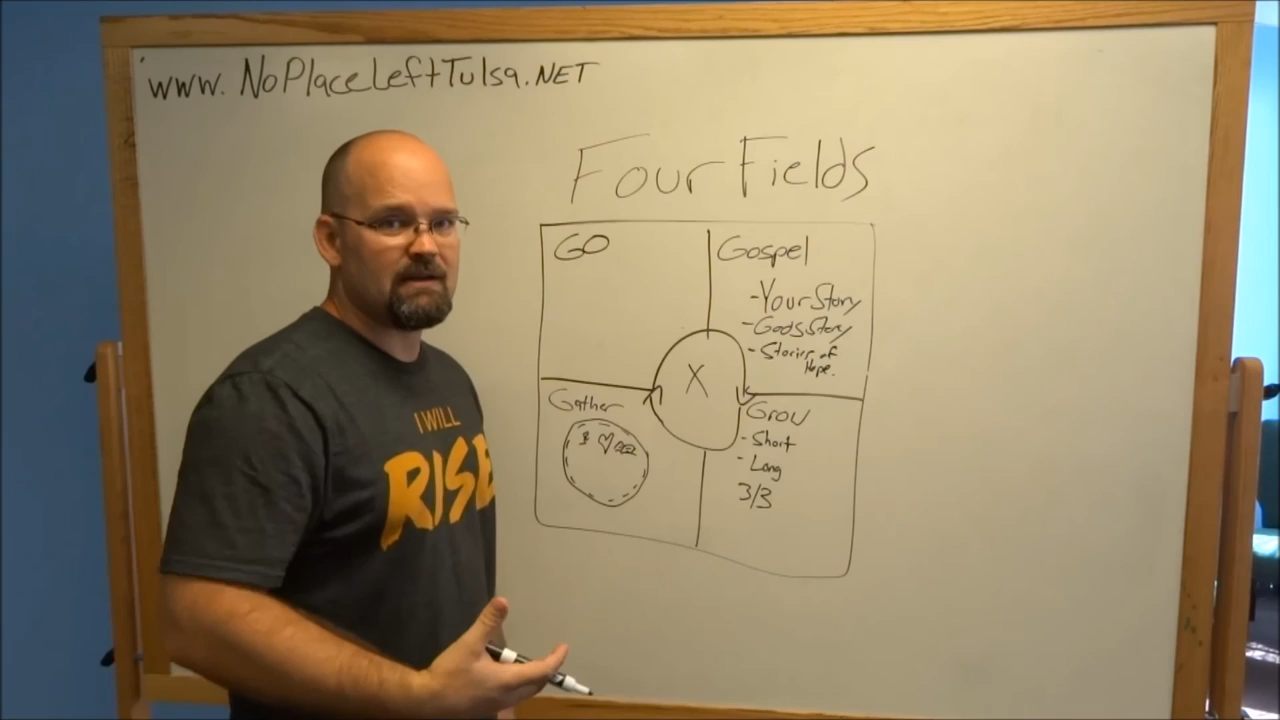 www. NoPlaceLeftTulsa.NET
Four Fields
GO
Gospel
-Your Story
-Gods Story
-Stories of
Hope.
X
Gather
Grow
-Short
-Long
3/3
I WILL
RISE